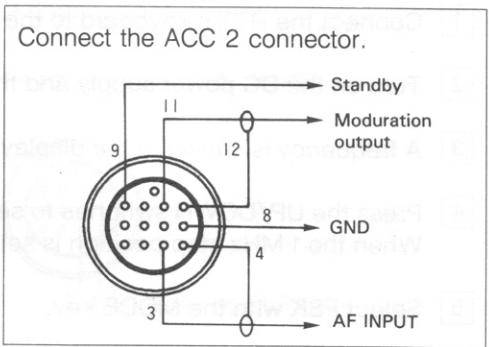 Connect the ACC 2 connector.
Standby
11
Moduration
output
9
12
8
GND
4
3
AF INPUT